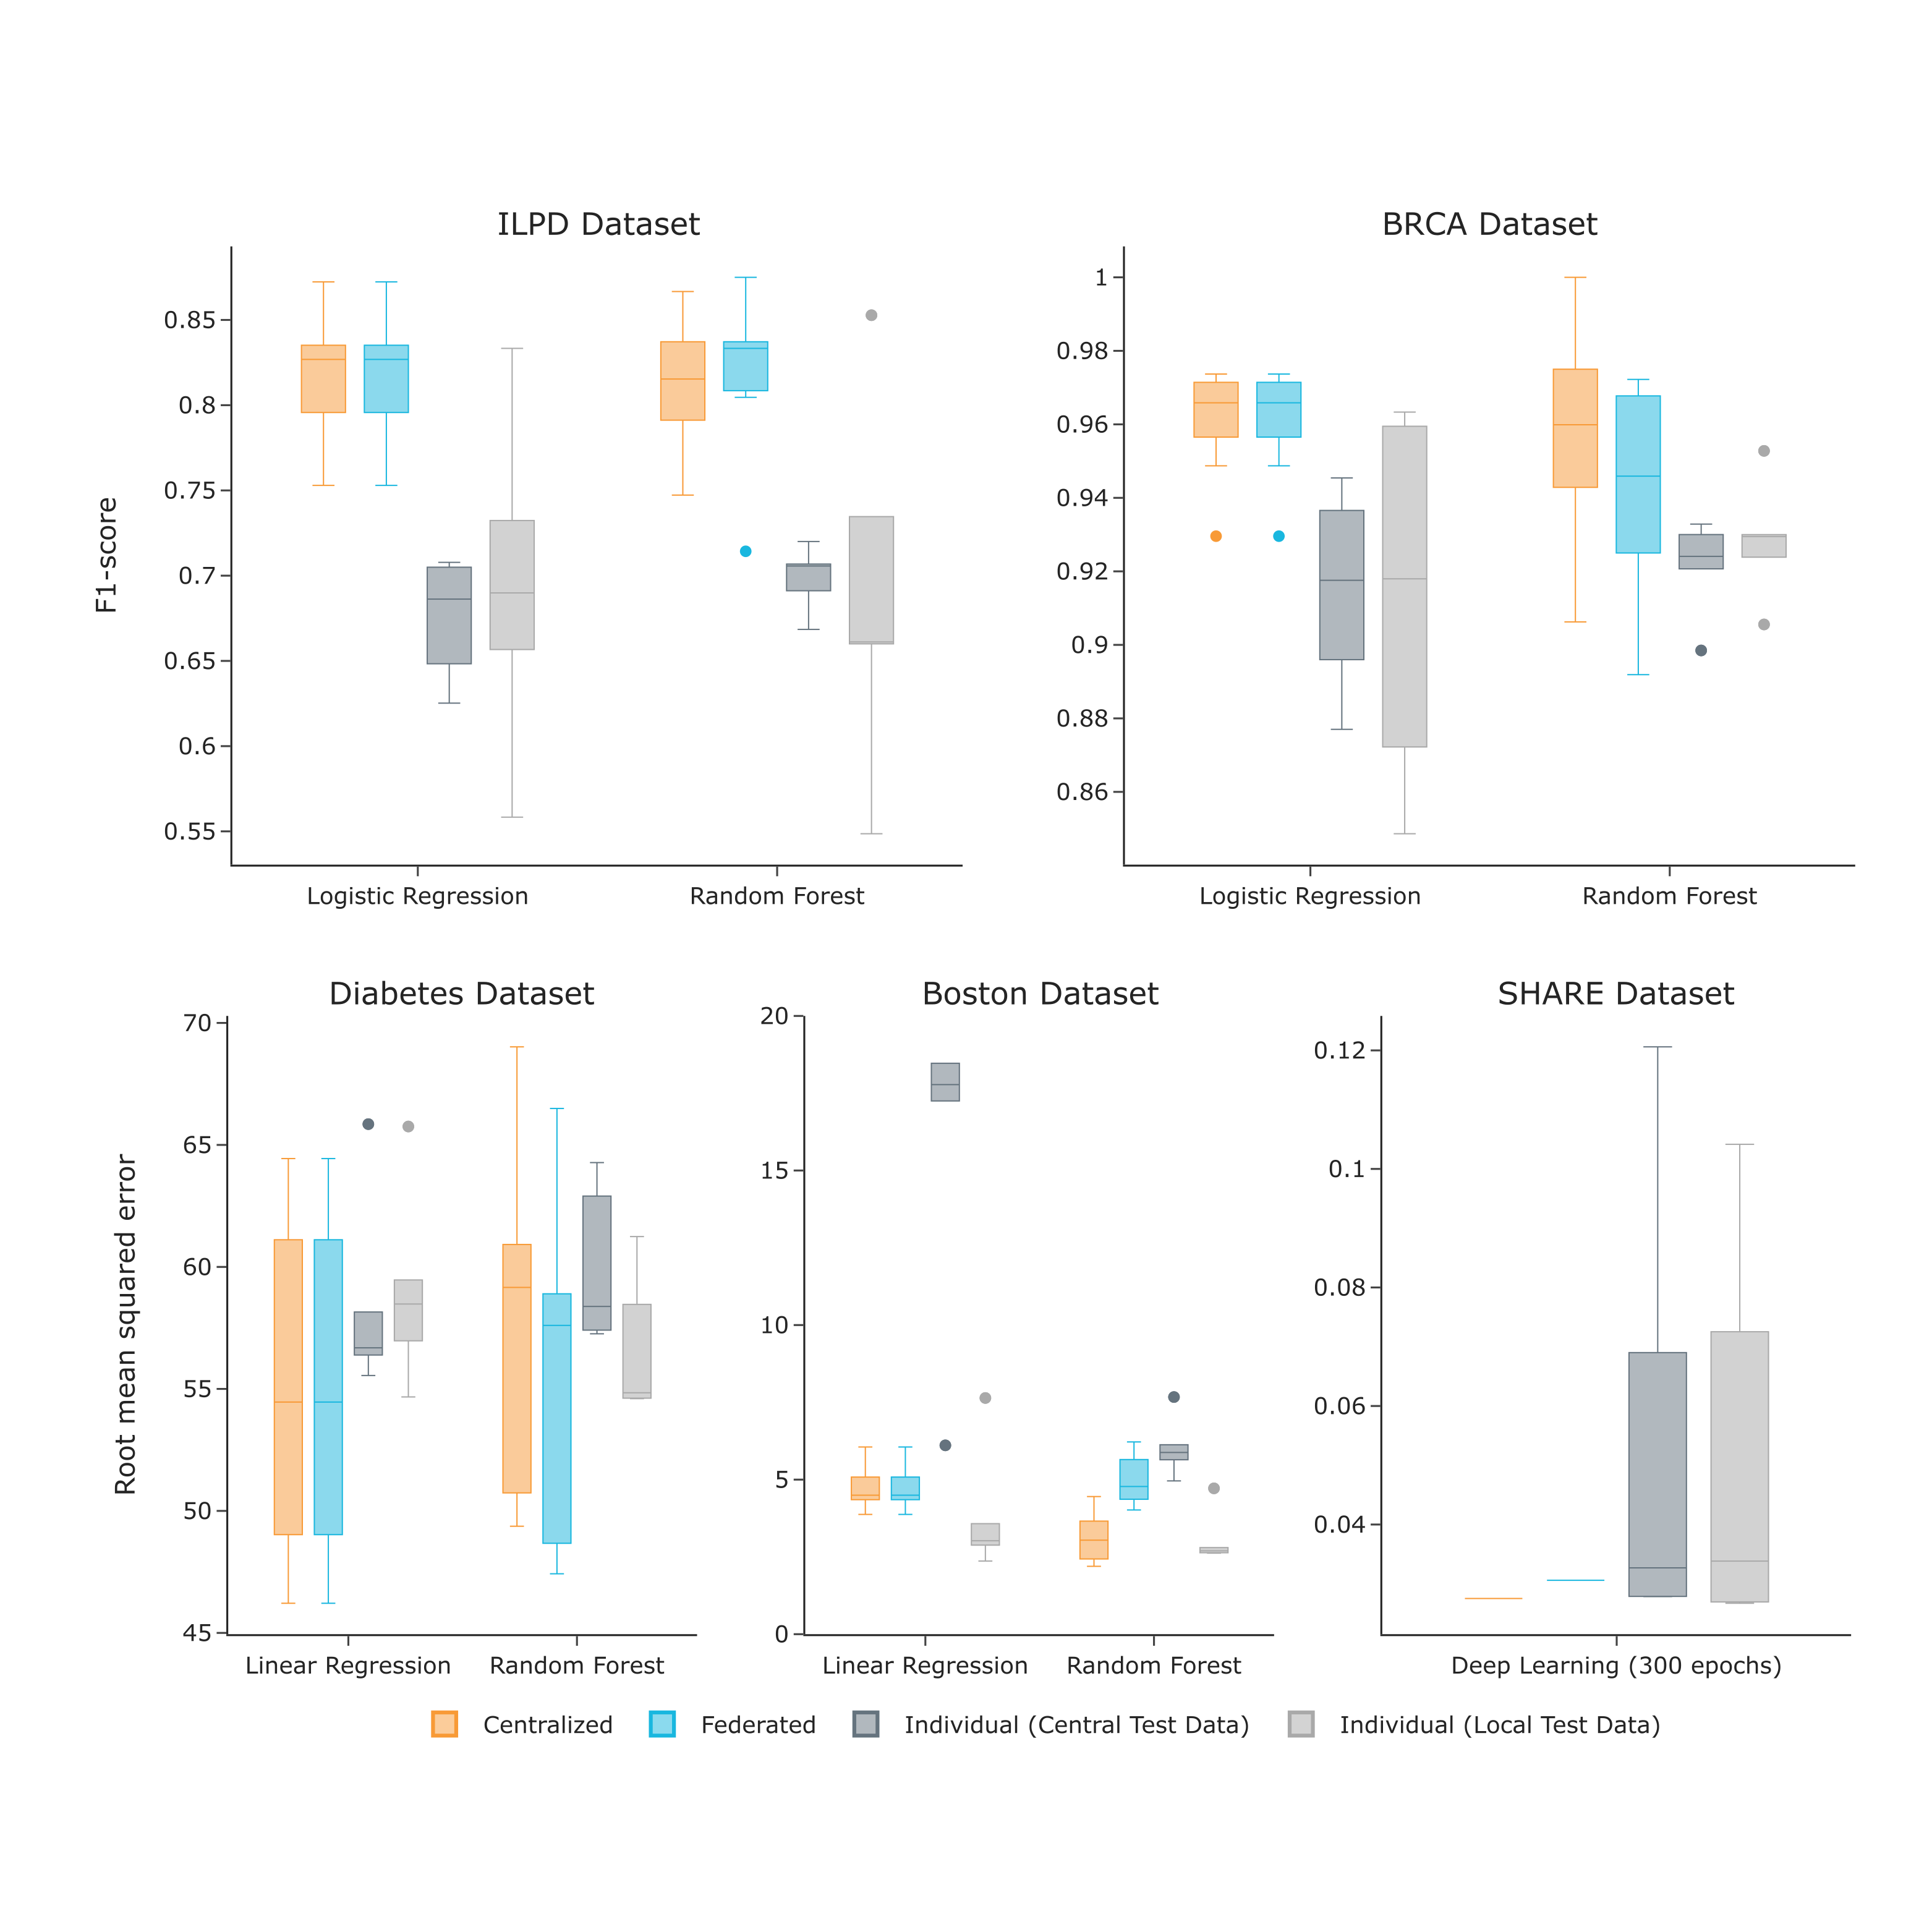 ILPD Dataset
F1-score
0.85
0.8
0.75
0.7
0.65
0.6
0.55
Logistic Regression
Random Forest
BRCA Dataset
1
0.98
0.96
0.94
0.92
0.9
0.88
0.86
Logistic Regression
Random Forest
Diabetes Dataset
Root mean squared error
70
65
60
55
50
45
Linear Regression
Random Forest
Boston Dataset
20
15
10
5
0
Linear Regression
Random Forest
SHARE Dataset
0.12
0.1
0.08
0.06
0.04
Deep Learning (300 epochs)
Centralized
Federated
Individual (Central Test Data)
Individual (Local Test Data)